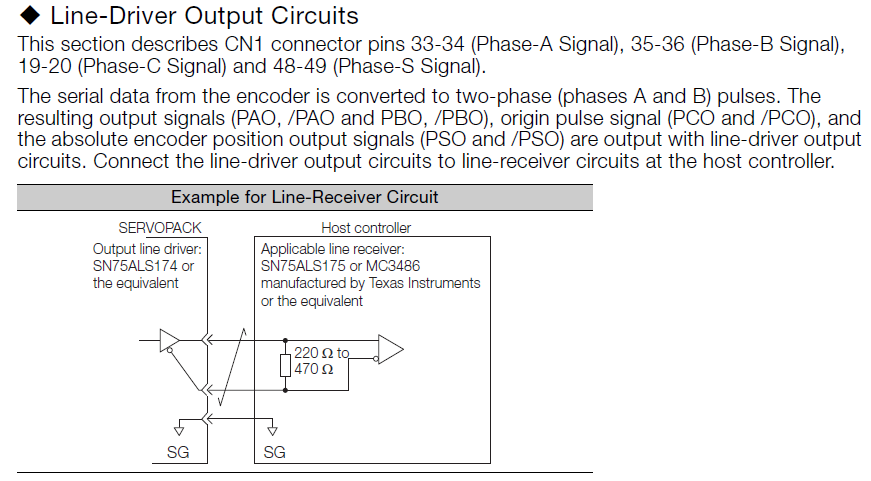 ◆ Line-Driver Output Circuits
This section describes CN1 connector pins 33-34 (Phase-A Signal), 35-36 (Phase-B Signal),
19-20 (Phase-C Signal) and 48-49 (Phase-S Signal).
The serial data from the encoder is converted to two-phase (phases A and B) pulses. The
resulting output signals (PAO, /PAO and PBO, /PBO), origin pulse signal (PCO and /PCO), and
the absolute encoder position output signals (PSO and /PSO) are output with line-driver output
circuits. Connect the line-driver output circuits to line-receiver circuits at the host controller.
Example for Line-Receiver Circuit
SERVOPACK
Output line driver:
SN75ALS174 or
the equivalent
Host controller
Applicable line receiver:
SN75ALS175 or MC3486
manufactured by Texas Instruments
or the equivalent
220 Ω to
470 Ω
SG
SG